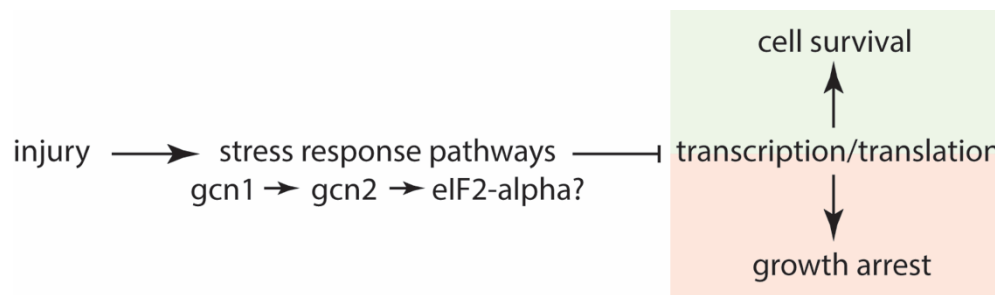 cell survival
injury → stress response pathways ⊣ transcription/translation
gcn1 → gcn2 → eIF2-alpha?
growth arrest